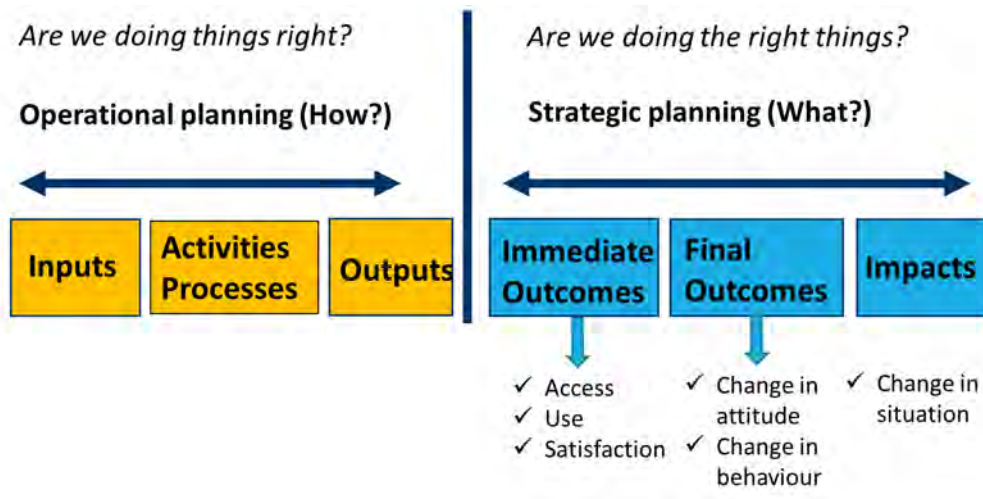 Are we doing things right?
Operational planning (How?)
Inputs
Activities
Processes
Outputs
Are we doing the right things?
Strategic planning (What?)
Immediate
Outcomes
✓ Access
✓ Use
✓ Satisfaction
Final
Outcomes
✓ Change in
attitude
✓ Change in
behaviour
Impacts
✓ Change in
situation